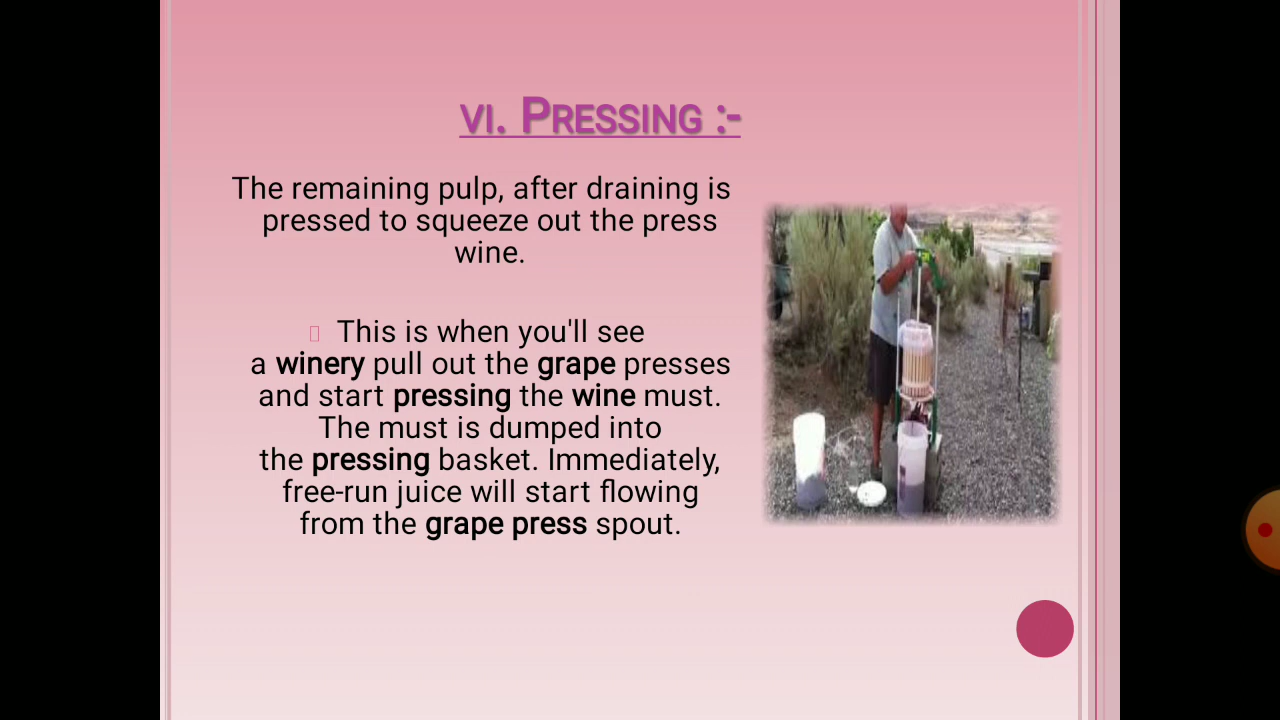 VI. PRESSING :-
The remaining pulp, after draining is
pressed to squeeze out the press
wine.
This is when you'll see
a winery pull out the grape presses
and start pressing the wine must.
The must is dumped into
the pressing basket. Immediately,
free-run juice will start flowing
from the grape press spout.